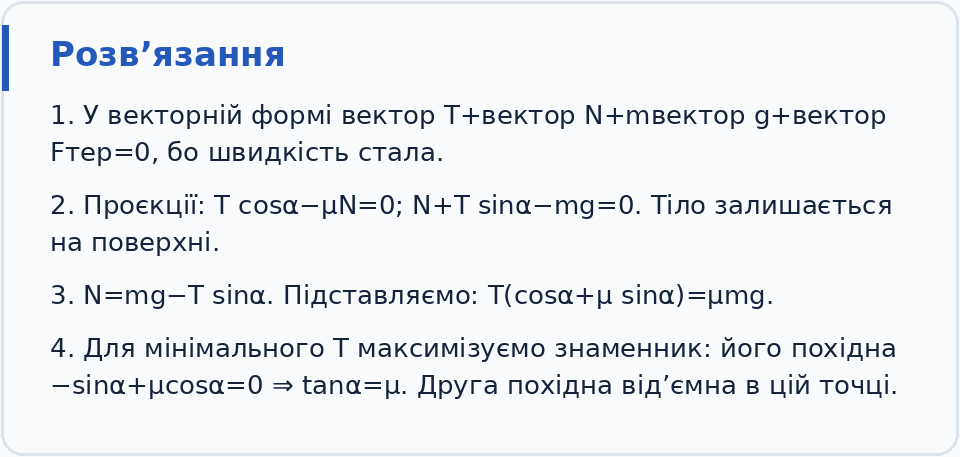 Розв’язання
1. У векторній формі вектор T+вектор N+mвектор g+вектор
Fтер=0, бо швидкість стала.
2. Проєкції: T cosα−μN=0; N+T sinα−mg=0. Тіло залишається
на поверхні.
3. N=mg−T sinα. Підставляємо: T(cosα+μ sinα)=μmg.
4. Для мінімального T максимізуємо знаменник: його похідна
−sinα+μcosα=0 ⇒ tanα=μ. Друга похідна від’ємна в цій точці.